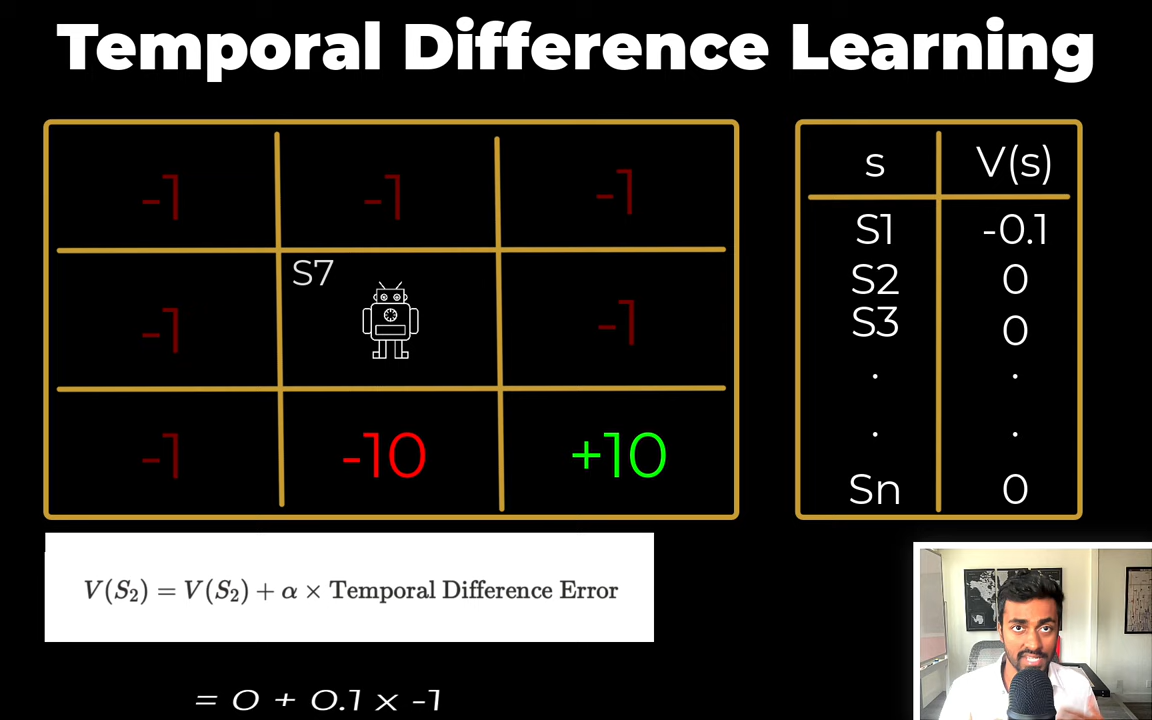 Temporal Difference Learning
-1 -1 -1
S7
-1 -1
-1 -10 +10
s V(s)
S1 -0.1
S2 0
S3 0
. .
. .
Sn 0
V(S₂) = V(S₂) + α × Temporal Difference Error
= 0 + 0.1 x -1